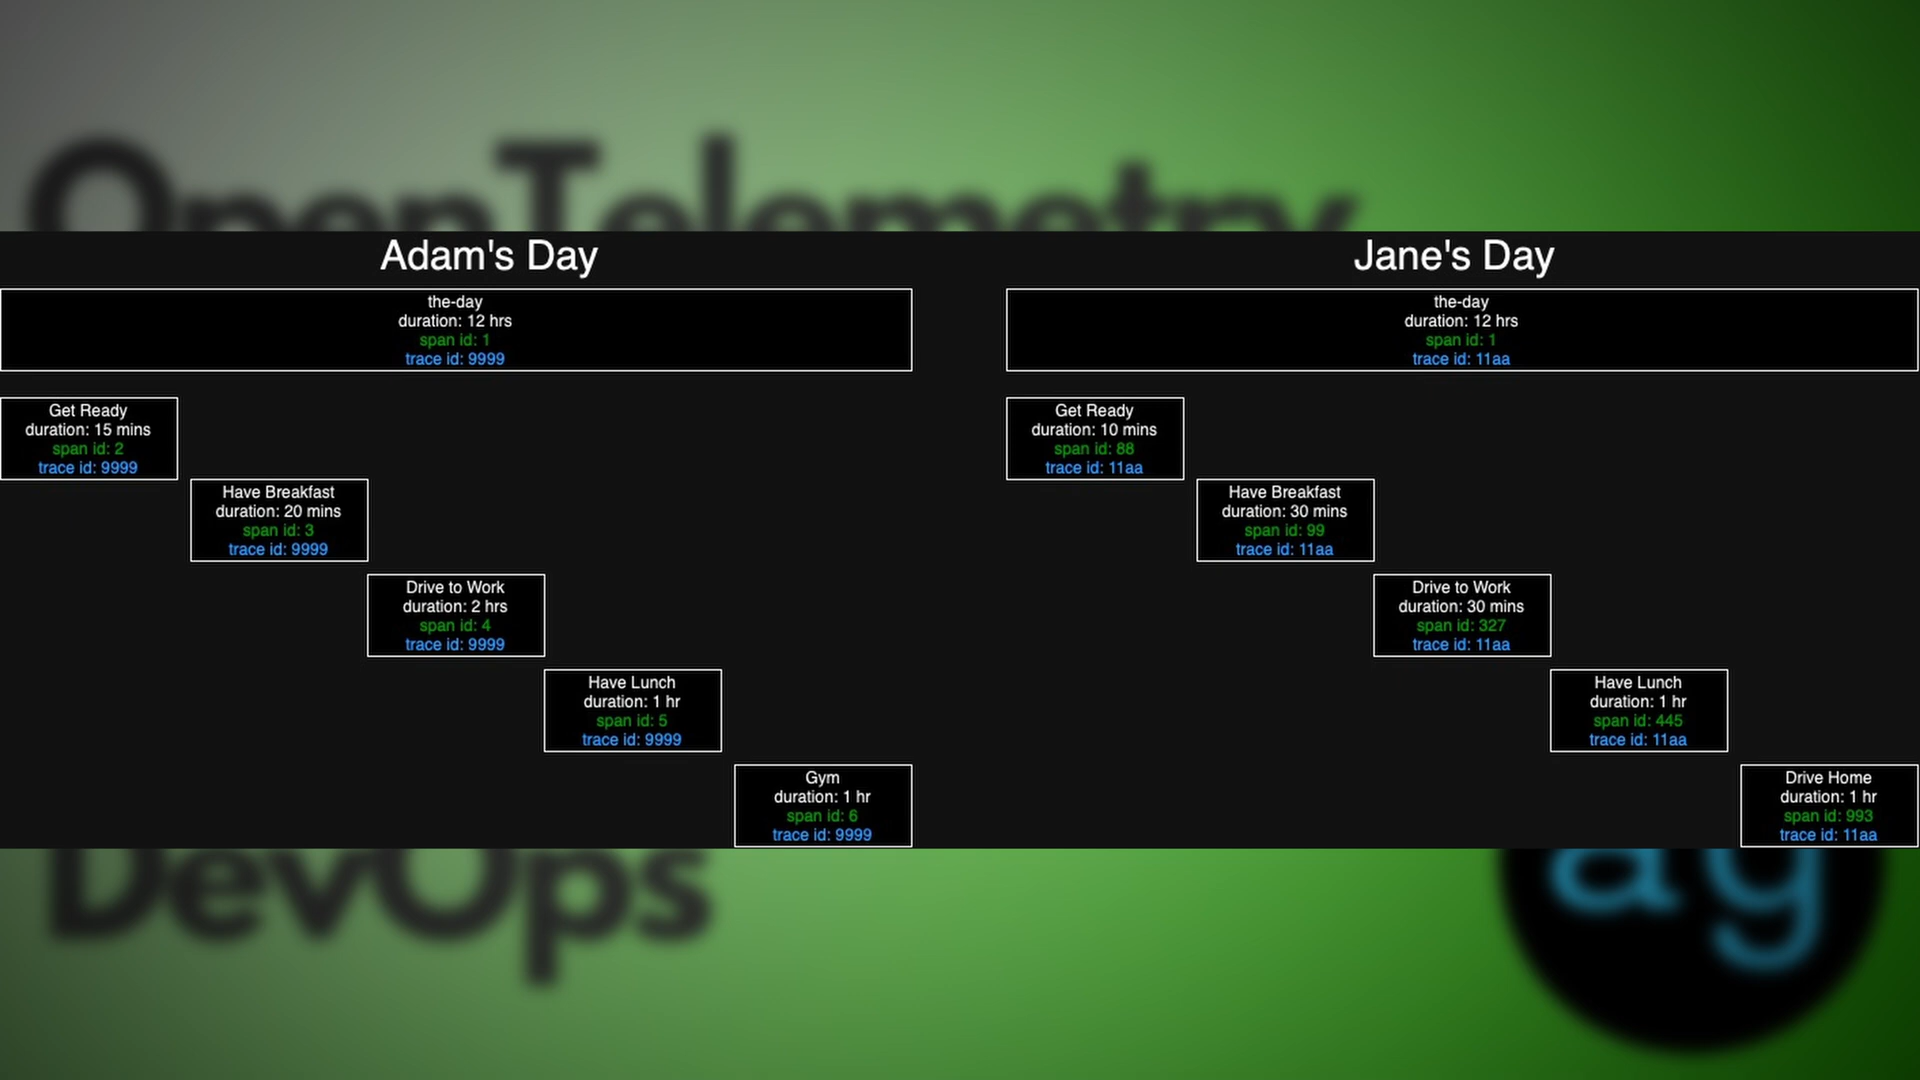 OpenTelemetry
Adam's Day
the-day
duration: 12 hrs
span id: 1
trace id: 9999
Get Ready
duration: 15 mins
span id: 2
trace id: 9999
Have Breakfast
duration: 20 mins
span id: 3
trace id: 9999
Drive to Work
duration: 2 hrs
span id: 4
trace id: 9999
Have Lunch
duration: 1 hr
span id: 5
trace id: 9999
Gym
duration: 1 hr
span id: 6
trace id: 9999
Jane's Day
the-day
duration: 12 hrs
span id: 1
trace id: 11aa
Get Ready
duration: 10 mins
span id: 88
trace id: 11aa
Have Breakfast
duration: 30 mins
span id: 99
trace id: 11aa
Drive to Work
duration: 30 mins
span id: 327
trace id: 11aa
Have Lunch
duration: 1 hr
span id: 445
trace id: 11aa
Drive Home
duration: 1 hr
span id: 993
trace id: 11aa
DevOps
ag